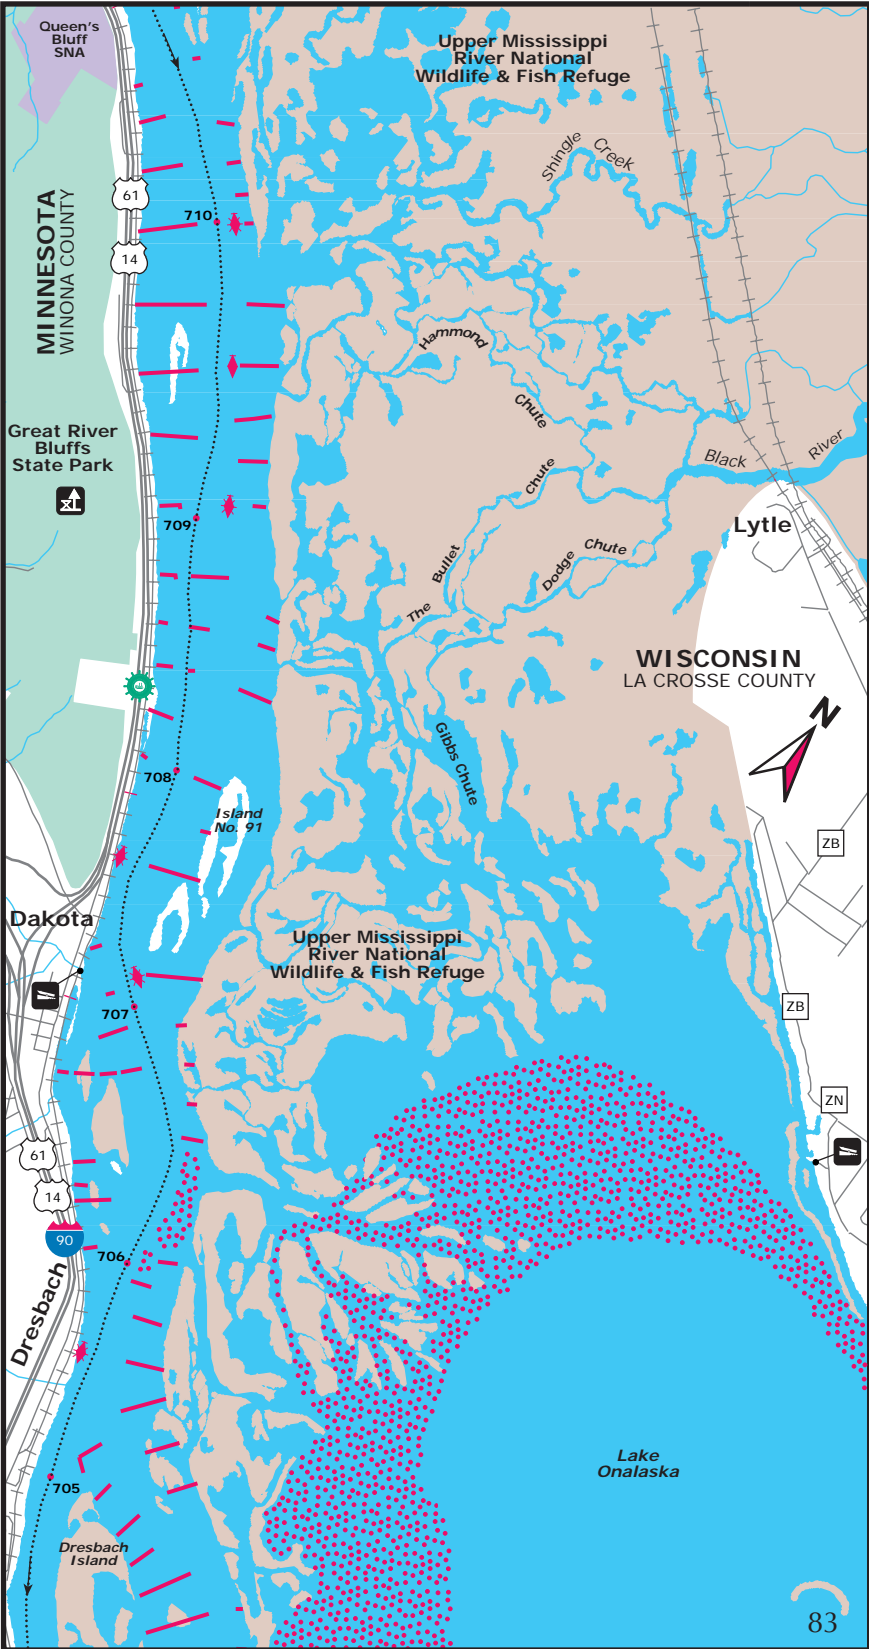 Queen's
Bluff
SNA
Upper Mississippi
River National
Wildlife & Fish Refuge
Shingle
Creek
61
710
14
MINNESOTA
WINONA COUNTY
Hammond
Chute
Great River
Bluffs
State Park
Black
River
Chute
709
Lytle
Bullet
The
Dodge
Chute
WISCONSIN
LA CROSSE COUNTY
N
Gibbs Chute
708
Island
No. 91
ZB
Dakota
Upper Mississippi
River National
Wildlife & Fish Refuge
707
ZB
ZN
61
14
90
706
Dresbach
Lake
Onalaska
705
Dresbach
Island
83